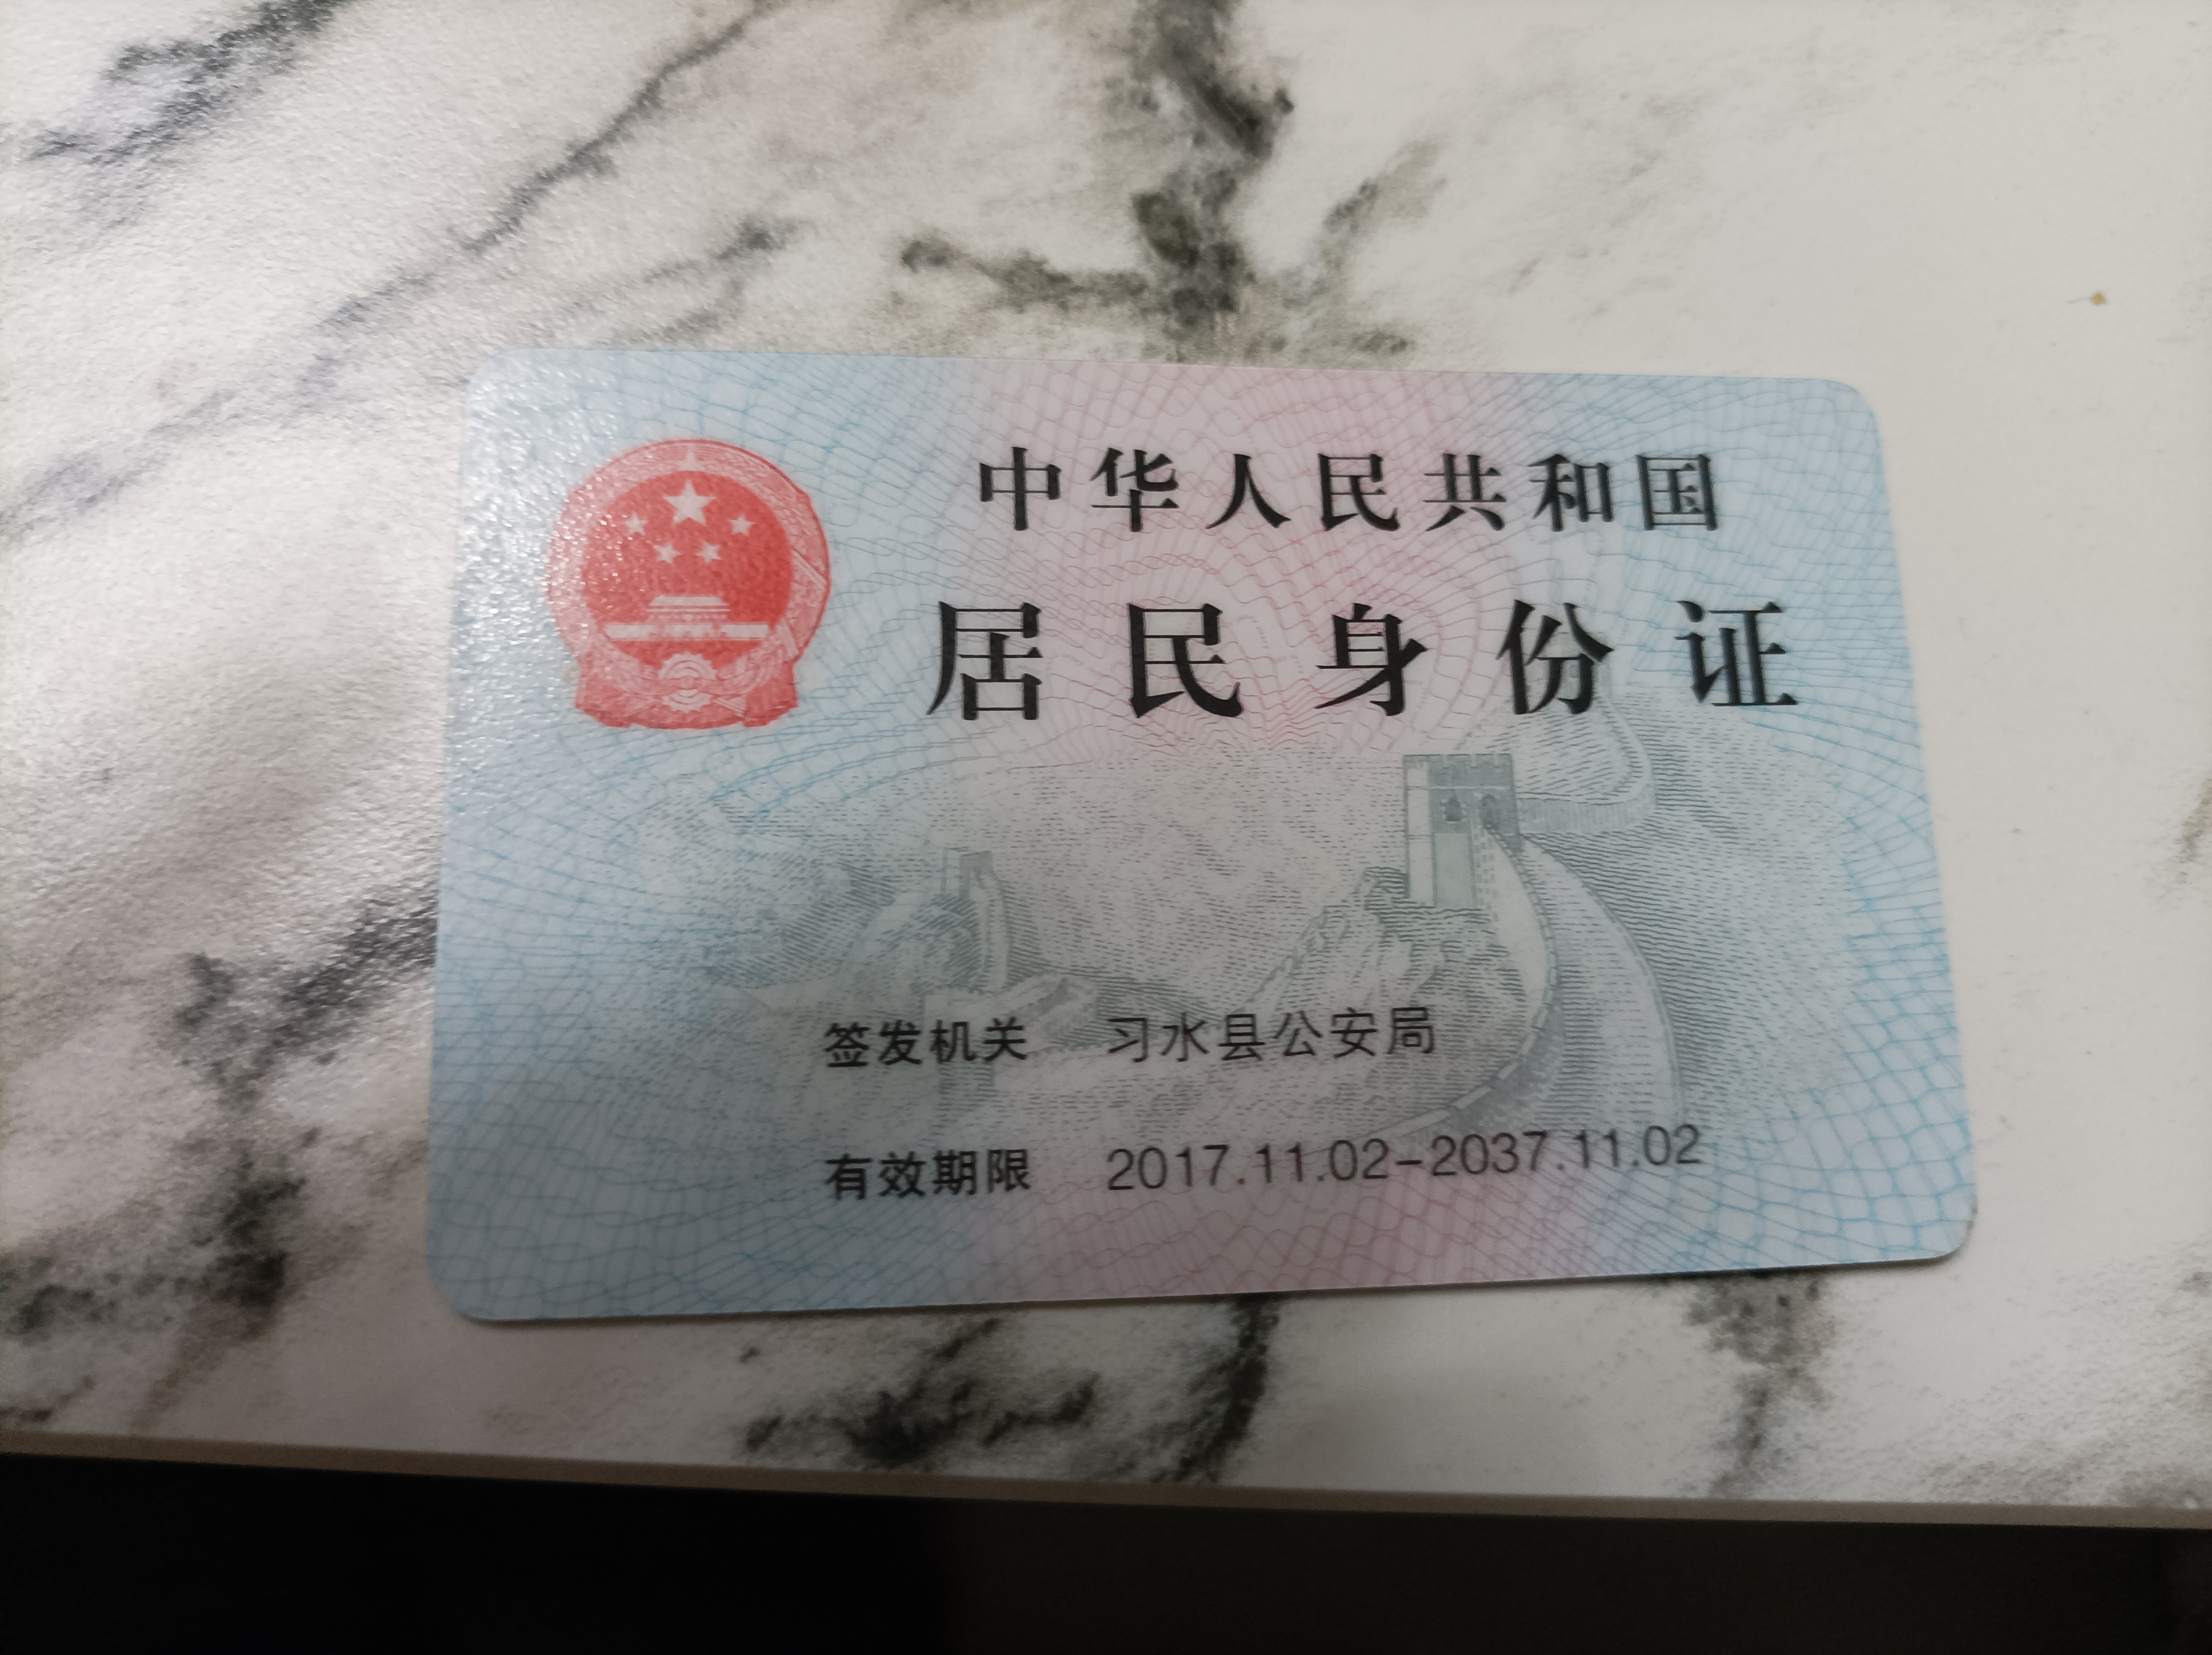 中华人民共和国
居民身份证
签发机关 习水县公安局
有效期限 2017.11.02-2037.11.02